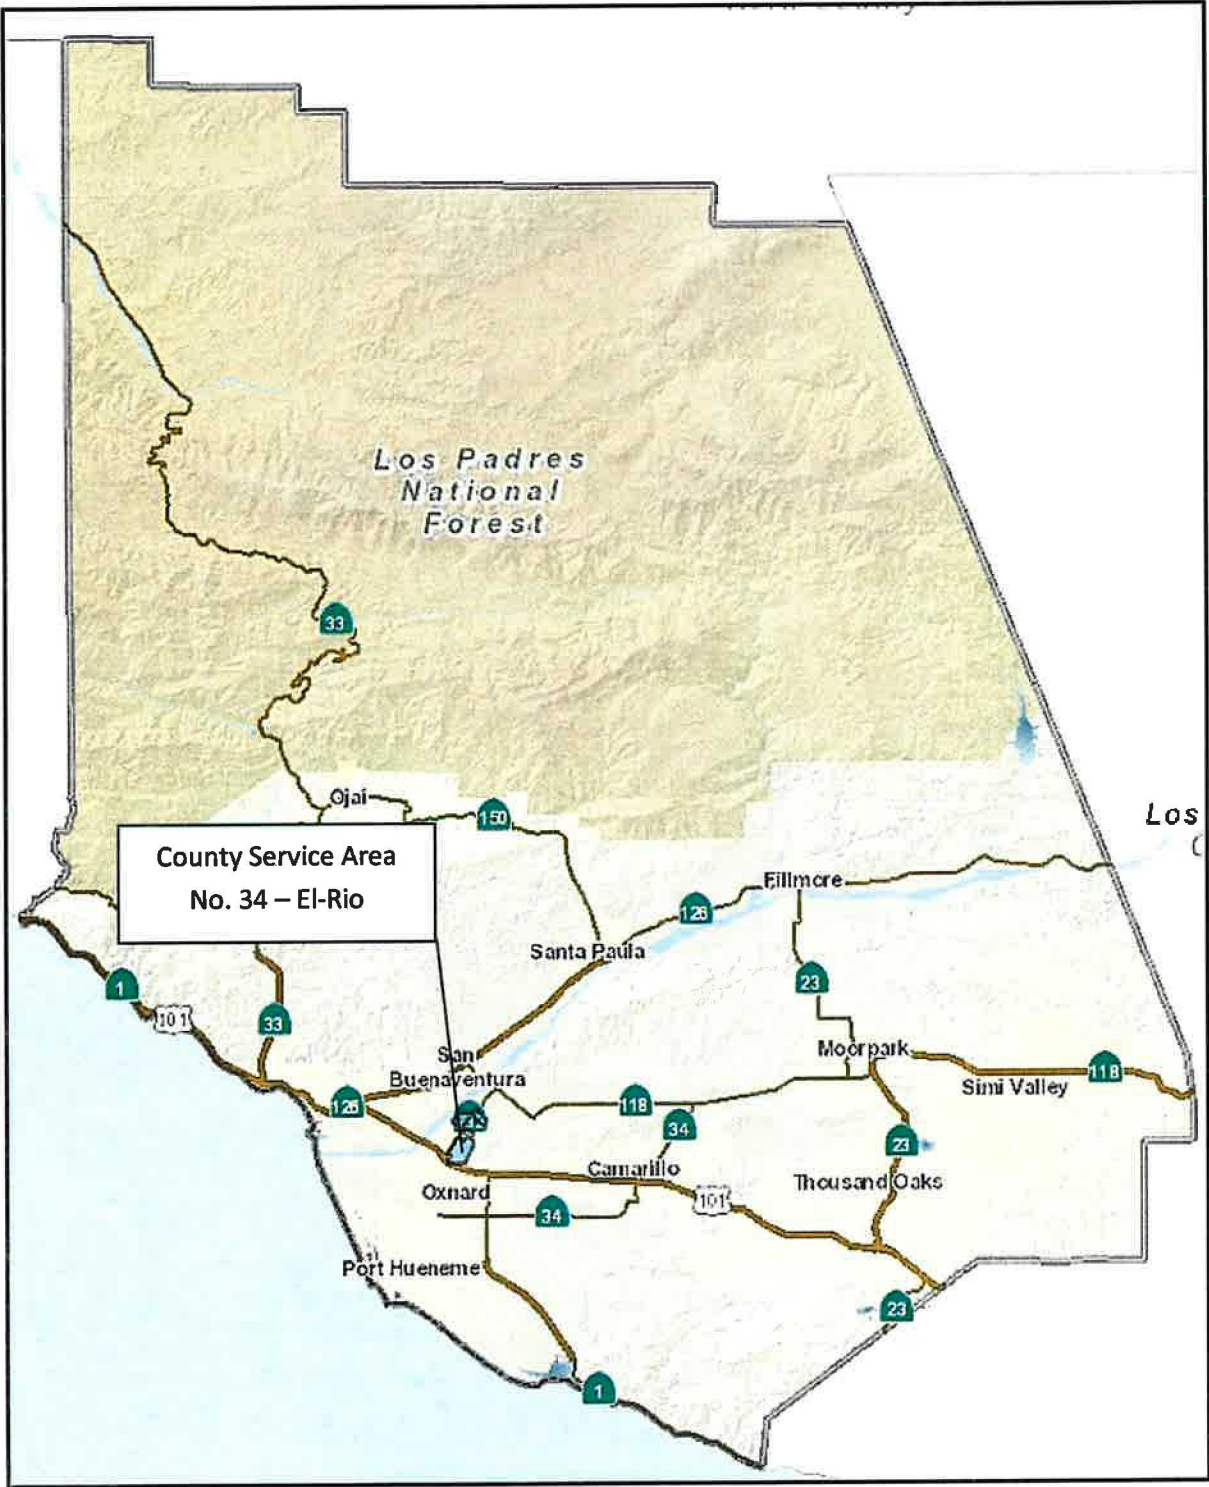 Los Padres
National
Forest
33
Ojai
150
Los
County Service Area
No. 34 – El-Rio
Fillmore
126
Santa Paula
23
1
101
33
San
Buenaventura
Moorpark
118
Simi Valley
126
118
34
23
Camarillo
Thousand Oaks
Oxnard
101
34
Port Hueneme
23
1